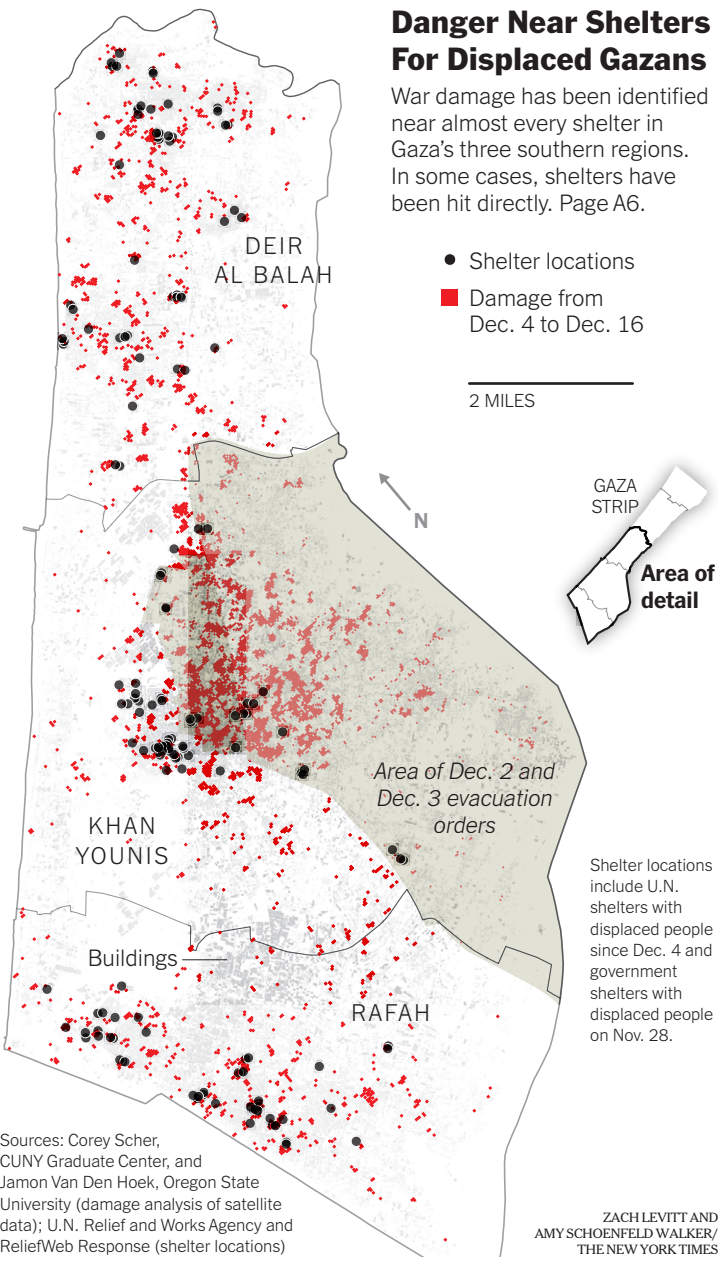 Danger Near Shelters
For Displaced Gazans
War damage has been identified
near almost every shelter in
Gaza’s three southern regions.
In some cases, shelters have
been hit directly. Page A6.
Shelter locations
Damage from
Dec. 4 to Dec. 16
2 MILES
DEIR
AL BALAH
N
GAZA
STRIP
Area of
detail
Area of Dec. 2 and
Dec. 3 evacuation
orders
KHAN
YOUNIS
Buildings
RAFAH
Shelter locations
include U.N.
shelters with
displaced people
since Dec. 4 and
government
shelters with
displaced people
on Nov. 28.
Sources: Corey Scher,
CUNY Graduate Center, and
Jamon Van Den Hoek, Oregon State
University (damage analysis of satellite
data); U.N. Relief and Works Agency and
ReliefWeb Response (shelter locations)
ZACH LEVITT AND
AMY SCHOENFELD WALKER/
THE NEW YORK TIMES